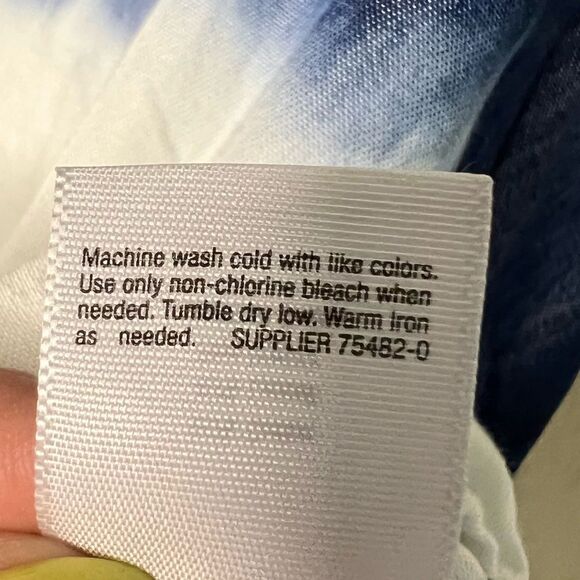 Machine wash cold with like colors.
Use only non-chlorine bleach when
needed. Tumble dry low. Warm Iron
as needed. SUPPLIER 75482-0